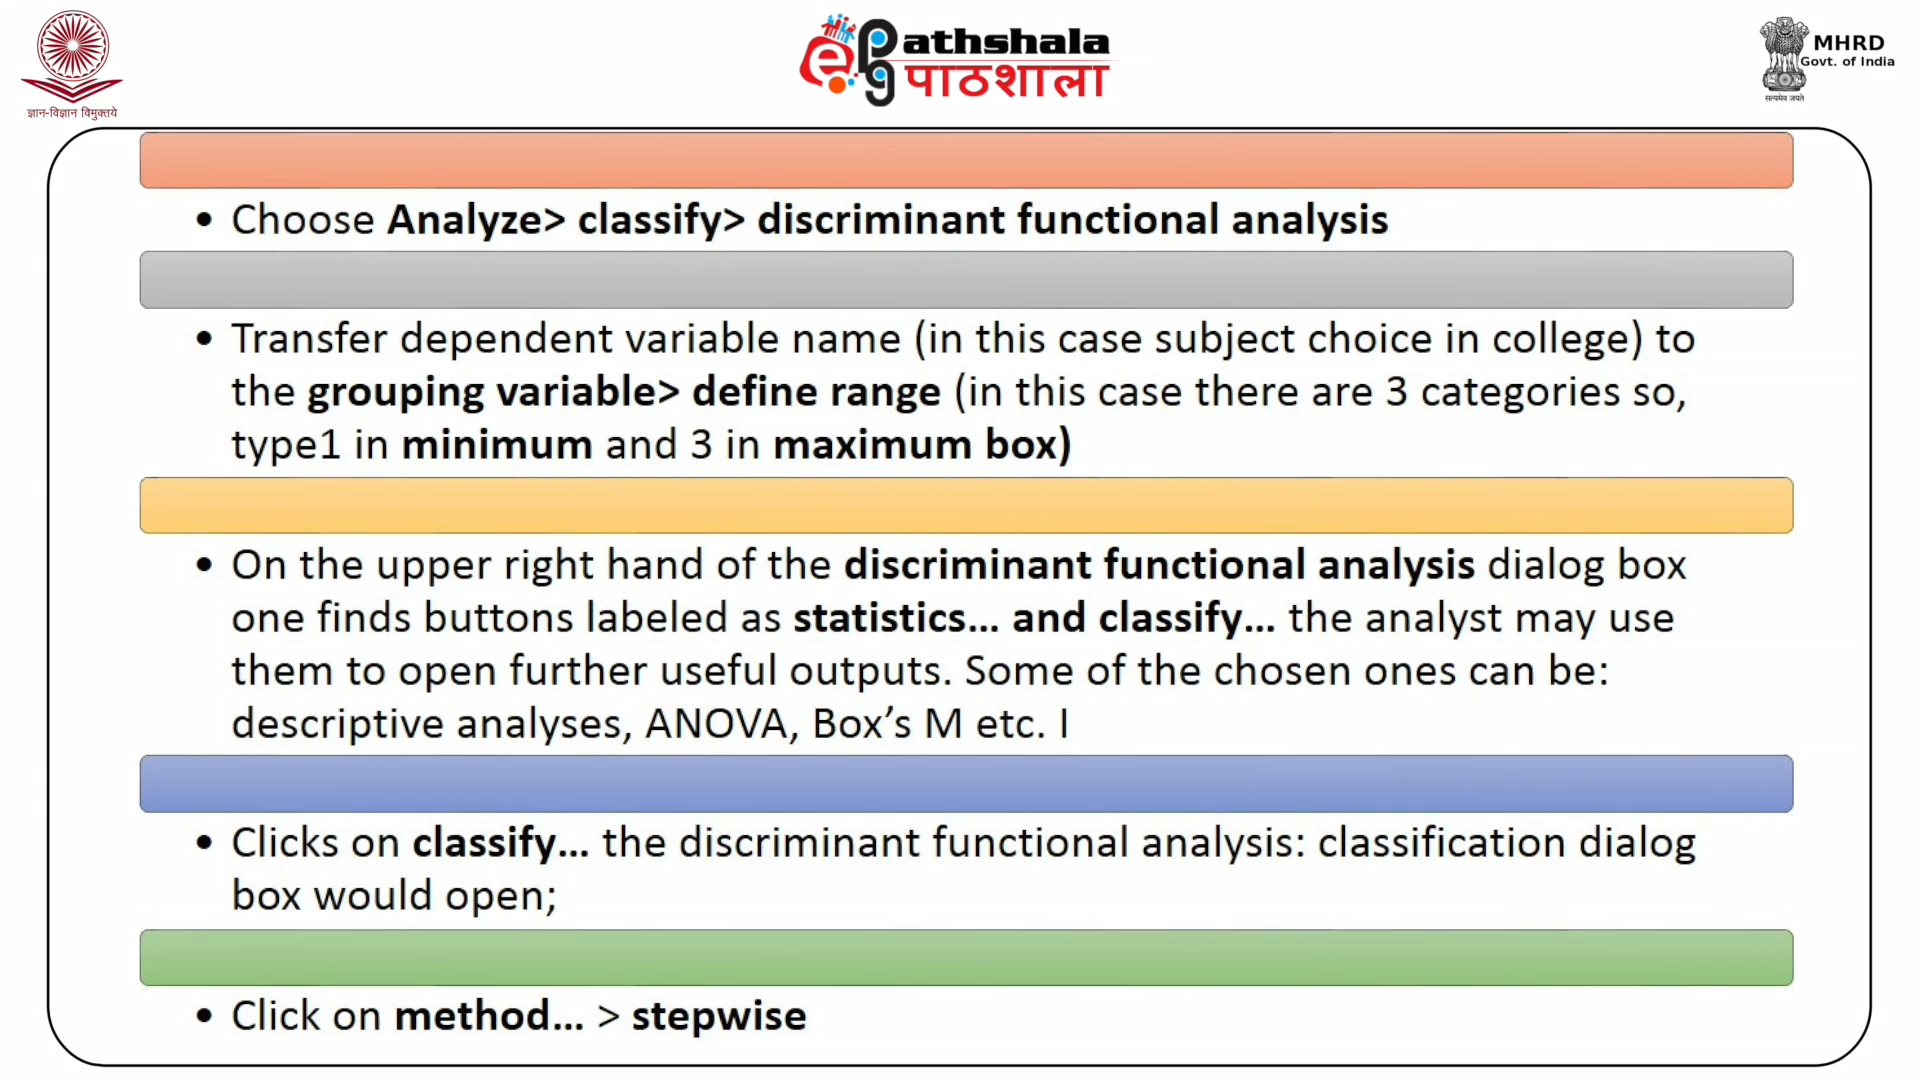 ज्ञान-विज्ञान विमुक्तये
epg athshala
पाठशाला
MHRD
Govt. of India
सत्यमेव जयते
• Choose Analyze> classify> discriminant functional analysis
• Transfer dependent variable name (in this case subject choice in college) to
the grouping variable> define range (in this case there are 3 categories so,
type1 in minimum and 3 in maximum box)
• On the upper right hand of the discriminant functional analysis dialog box
one finds buttons labeled as statistics... and classify... the analyst may use
them to open further useful outputs. Some of the chosen ones can be:
descriptive analyses, ANOVA, Box’s M etc. I
• Clicks on classify... the discriminant functional analysis: classification dialog
box would open;
• Click on method... > stepwise